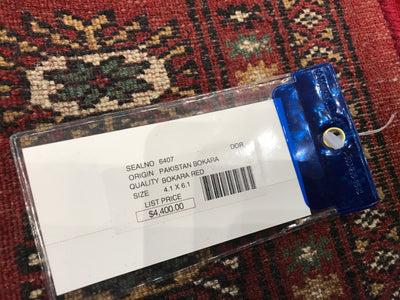 SEALNO 6407 DOR
ORIGIN PAKISTAN BOKARA
QUALITY BOKARA RED
SIZE 4.1 X 6.1
LIST PRICE
$4,400.00